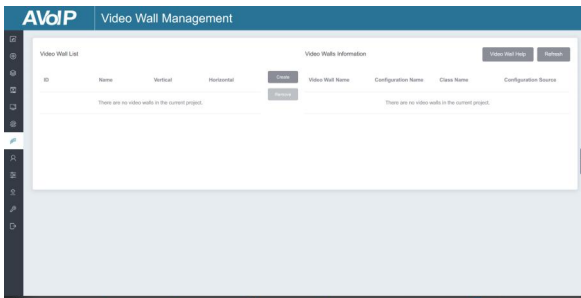 AVoIP Video Wall Management
Video Wall List
Video Walls Information
Video Wall Help
Refresh
ID Name Vertical Horizontal
Create
Remove
Video Wall Name Configuration Name Class Name Configuration Source
There are no video walls in the current project.
There are no video walls in the current project.